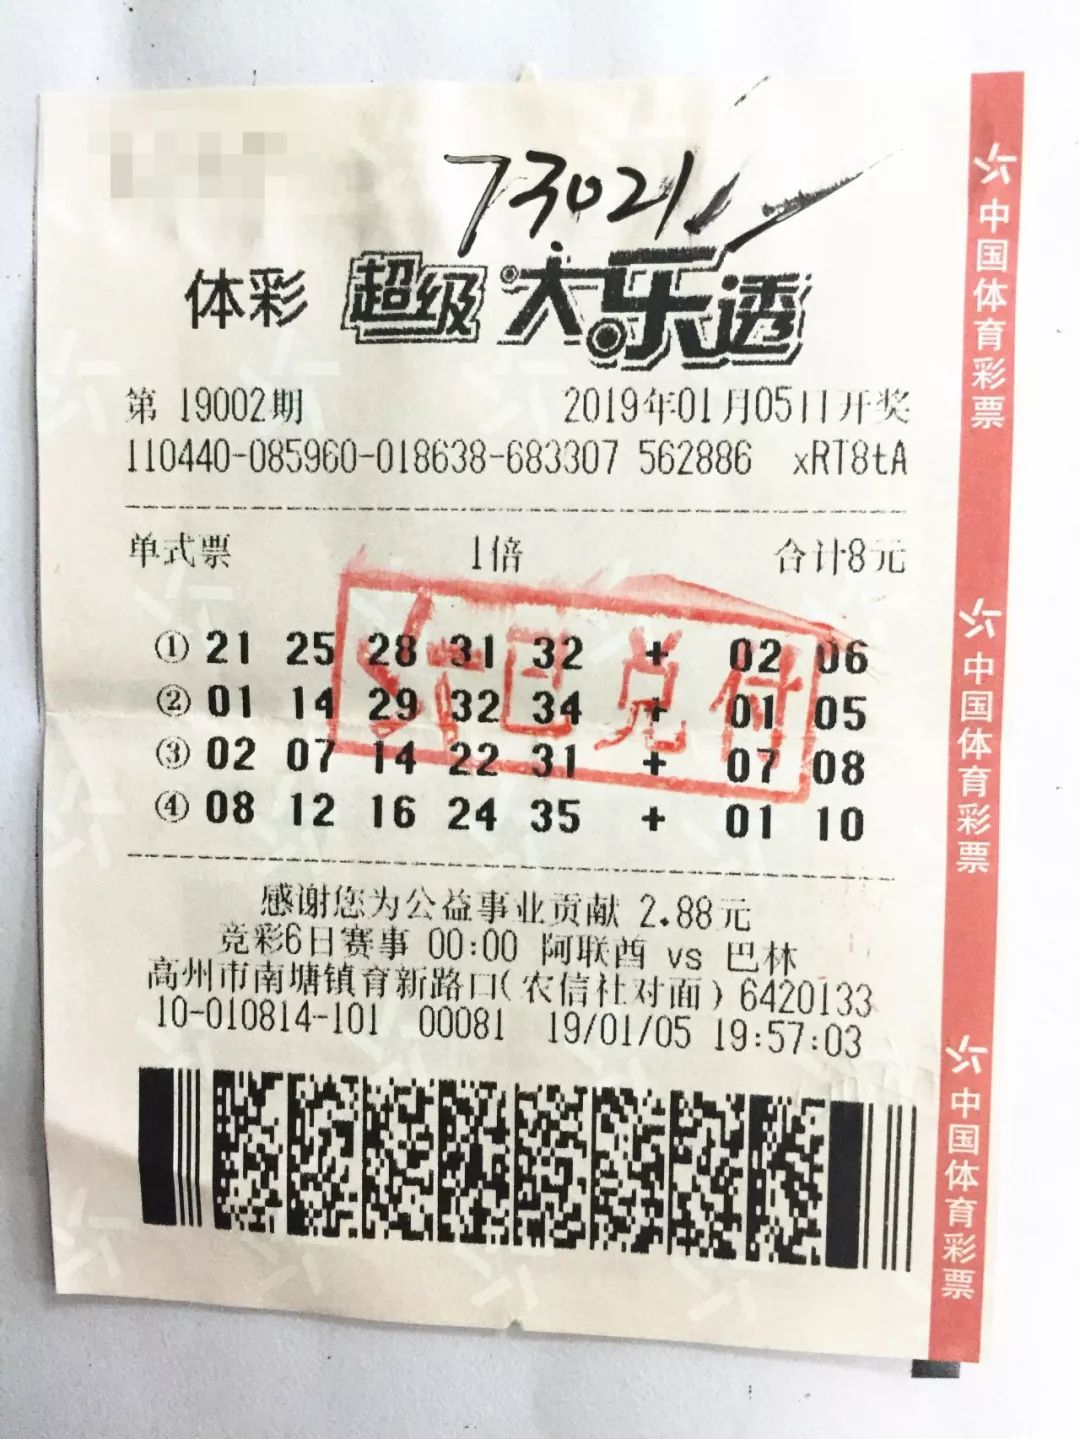 73021
体彩 超级大乐透
第 19002期 2019年01月05日开奖
110440-085960-018638-683307 562886 xRT8tA
单式票 1倍 合计8元
① 21 25 28 31 32 + 02 06
② 01 14 29 32 34 + 01 05
③ 02 07 14 22 31 + 07 08
④ 08 12 16 24 35 + 01 10
已兑付
感谢您为公益事业贡献 2.88元
竞彩6日赛事 00:00 阿联酋 vs 巴林
高州市南塘镇育新路口(农信社对面) 6420133
10-010814-101 00081 19/01/05 19:57:03
中国体育彩票
中国体育彩票
中国体育彩票